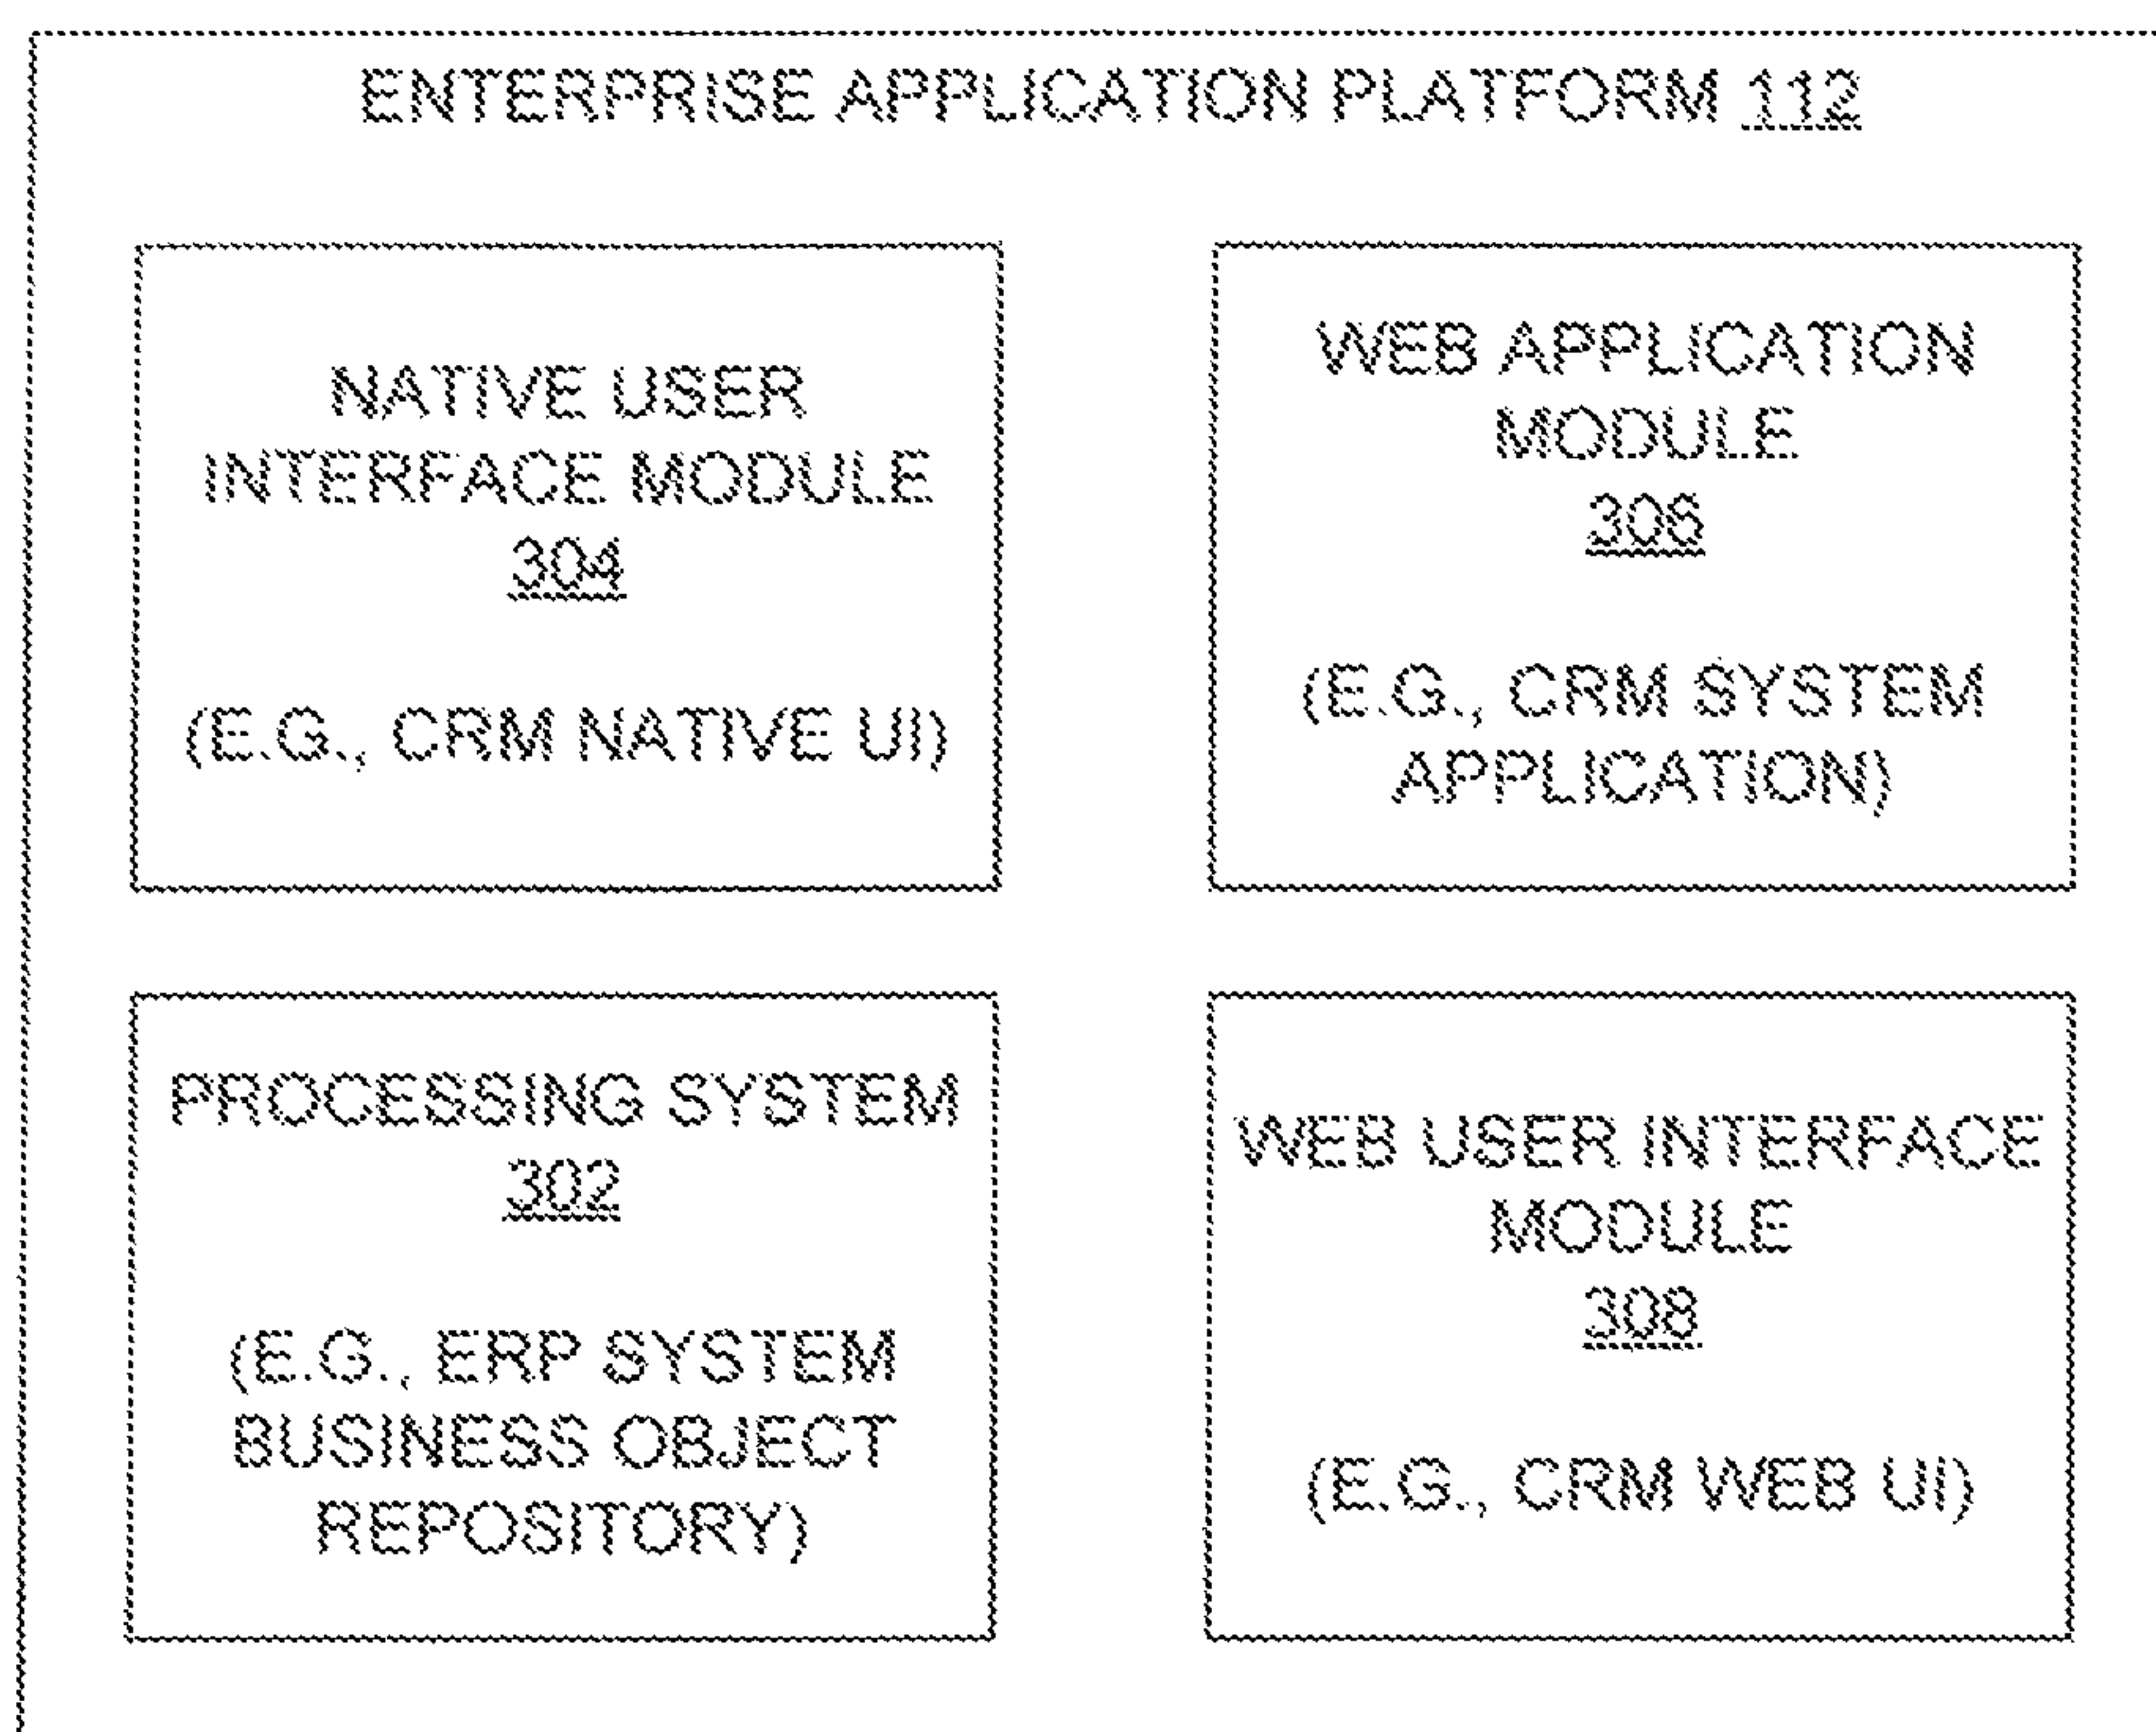 ENTERPRISE APPLICATION PLATFORM 112
NATIVE USER
INTERFACE MODULE
304
(E.G., CRM NATIVE UI)
WEB APPLICATION
MODULE
306
(E.G., CRM SYSTEM
APPLICATION)
PROCESSING SYSTEM
302
(E.G., ERP SYSTEM
BUSINESS OBJECT
REPOSITORY)
WEB USER INTERFACE
MODULE
308
(E.G., CRM WEB UI)